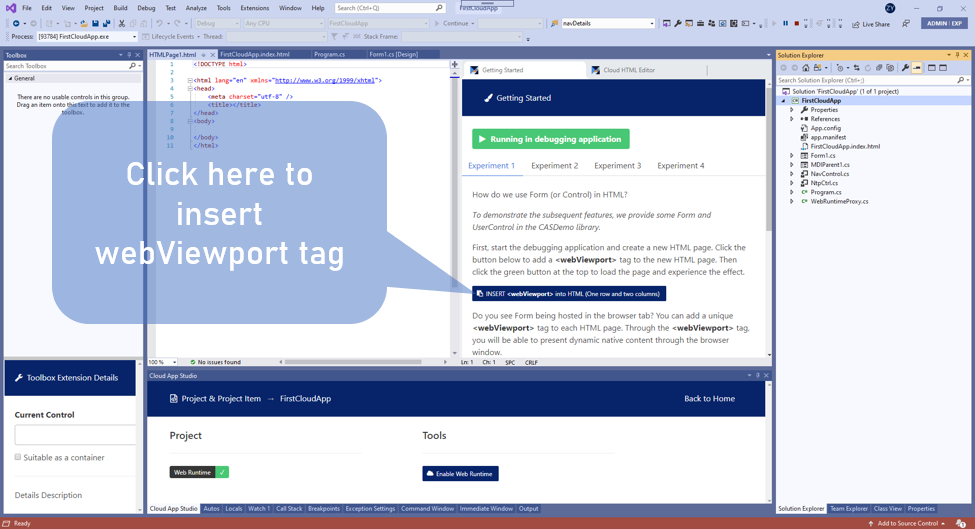 File Edit View Project Build Debug Test Analyze Tools Extensions Window Help Search (Ctrl+Q) FirstCloudApp ZV
Debug Any CPU FirstCloudApp Continue navDetails Live Share ADMIN EXP
Process: [93784] FirstCloudApp.exe Lifecycle Events Thread: Stack Frame:
Toolbox
Search Toolbox
General
There are no usable controls in this group.
Drag an item onto the text to add it to the
toolbox.
Toolbox Extension Details
Current Control
Suitable as a container
Details Description
HTMLPage1.html FirstCloudApp.index.html Program.cs Form1.cs [Design]
1 <!DOCTYPE html>
2
3 <html lang="en" xmlns="http://www.w3.org/1999/xhtml">
4 <head>
5 <meta charset="utf-8" />
6 <title></title>
7 </head>
8 <body>
9
10 </body>
11 </html>
Click here to
insert
webViewport tag
100 % No issues found Ln: 1 Ch: 1 SPC CRLF
Getting Started Cloud HTML Editor
Getting Started
Running in debugging application
Experiment 1 Experiment 2 Experiment 3 Experiment 4
How do we use Form (or Control) in HTML?
To demonstrate the subsequent features, we provide some Form and
UserControl in the CASDemo library.
First, start the debugging application and create a new HTML page. Click the
button below to add a <webViewport> tag to the new HTML page. Then
click the green button at the top to load the page and experience the effect.
INSERT <webViewport> into HTML (One row and two columns)
Do you see Form being hosted in the browser tab? You can add a unique
<webViewport> tag to each HTML page. Through the <webViewport> tag,
you will be able to present dynamic native content through the browser
window.
Cloud App Studio
Project & Project Item → FirstCloudApp Back to Home
Project
Web Runtime
Tools
Enable Web Runtime
Cloud App Studio Autos Locals Watch 1 Call Stack Breakpoints Exception Settings Command Window Immediate Window Output
Solution Explorer
Search Solution Explorer (Ctrl+;)
Solution 'FirstCloudApp' (1 of 1 project)
FirstCloudApp
Properties
References
App.config
app.manifest
FirstCloudApp.index.html
Form1.cs
MDIParent1.cs
NavControl.cs
NtpCtrl.cs
Program.cs
WebRuntimeProxy.cs
Solution Explorer Team Explorer Class View Properties
Ready Add to Source Control